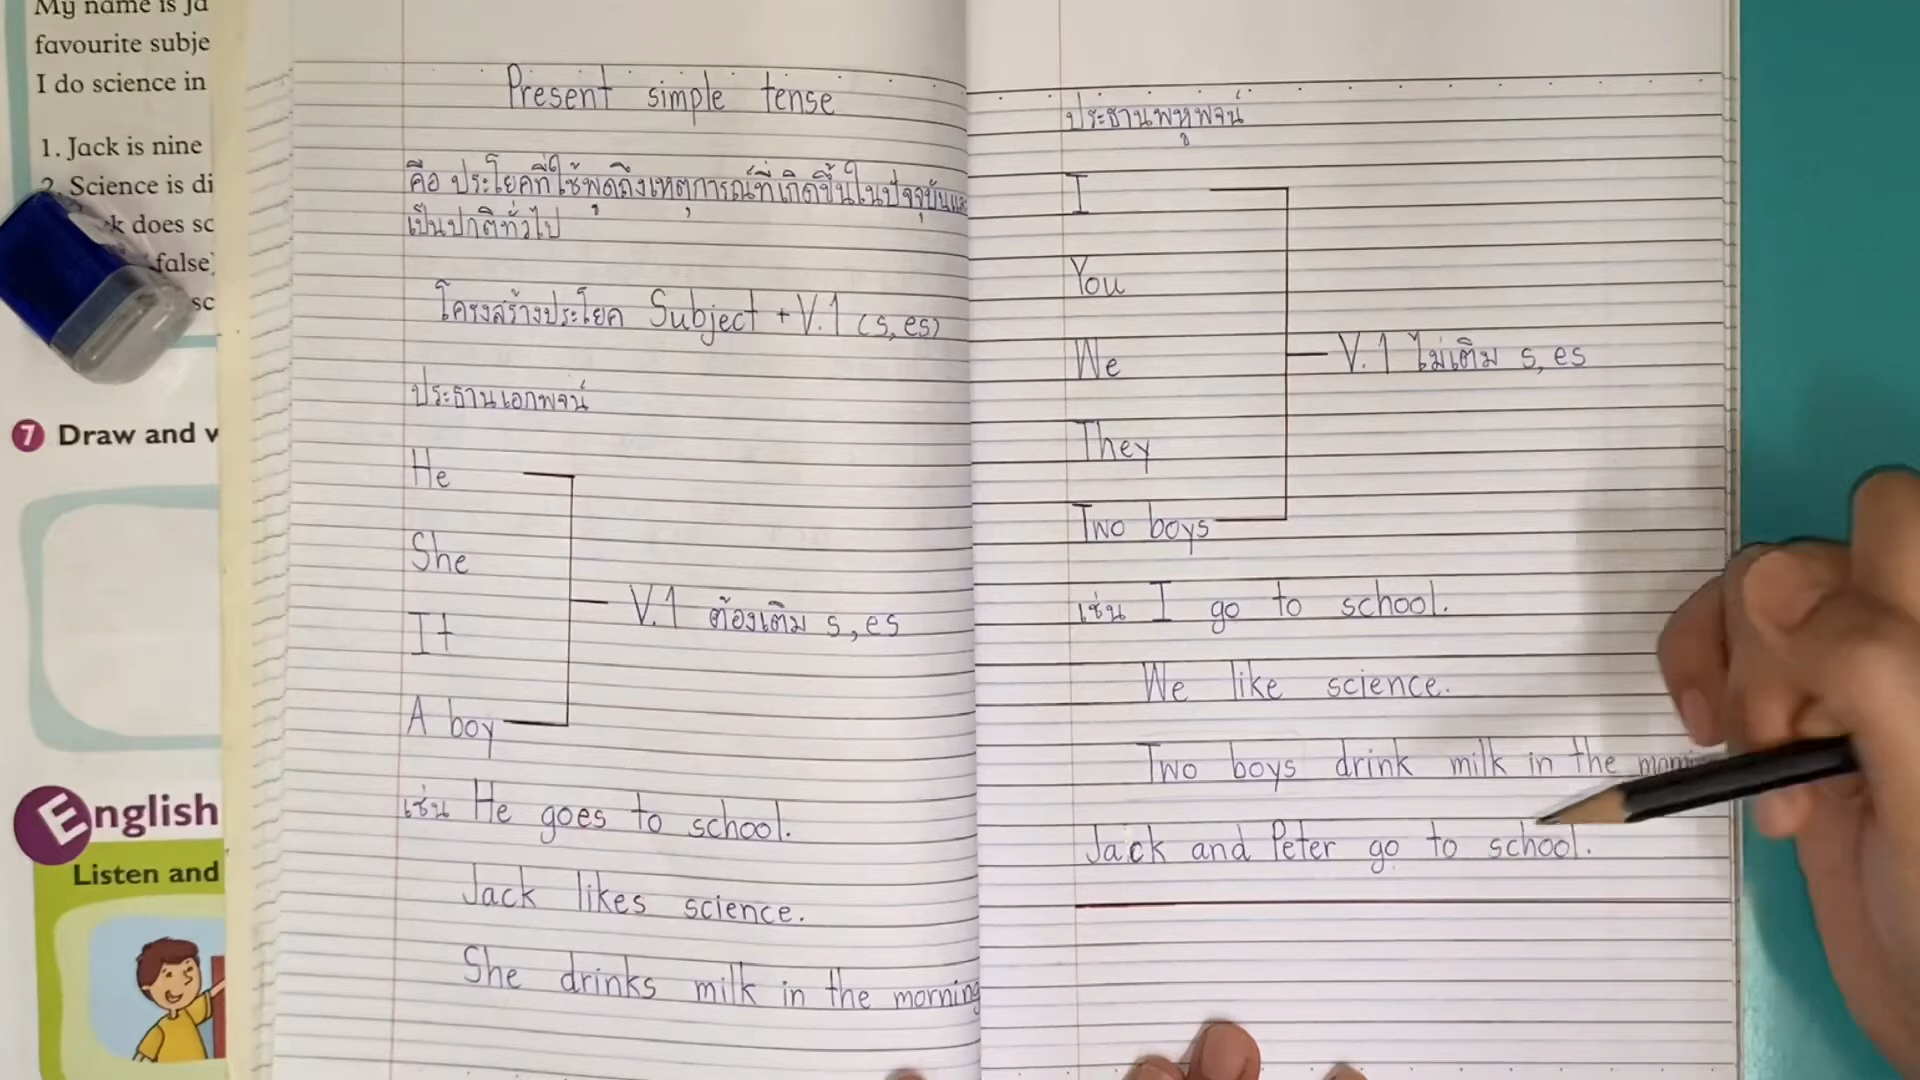 My name is Ja
favourite subje
I do science in
1. Jack is nine
2. Science is di
k does sc
false)
sc
7 Draw and w
English
Listen and
Present simple tense
คือ ประโยคที่ใช้พูดถึงเหตุการณ์ที่เกิดขึ้นในปัจจุบันและ
เป็นปกติทั่วไป
โครงสร้างประโยค Subject + V.1 (s, es)
ประธานเอกพจน์
He
She
V.1 ต้องเติม s, es
It
A boy
เช่น He goes to school.
Jack likes science.
She drinks milk in the morning
ประธานพหูพจน์
I
You
We
V.1 ไม่เติม s, es
They
Two boys
เช่น I go to school.
We like science.
Two boys drink milk in the
Jack and Peter go to school.